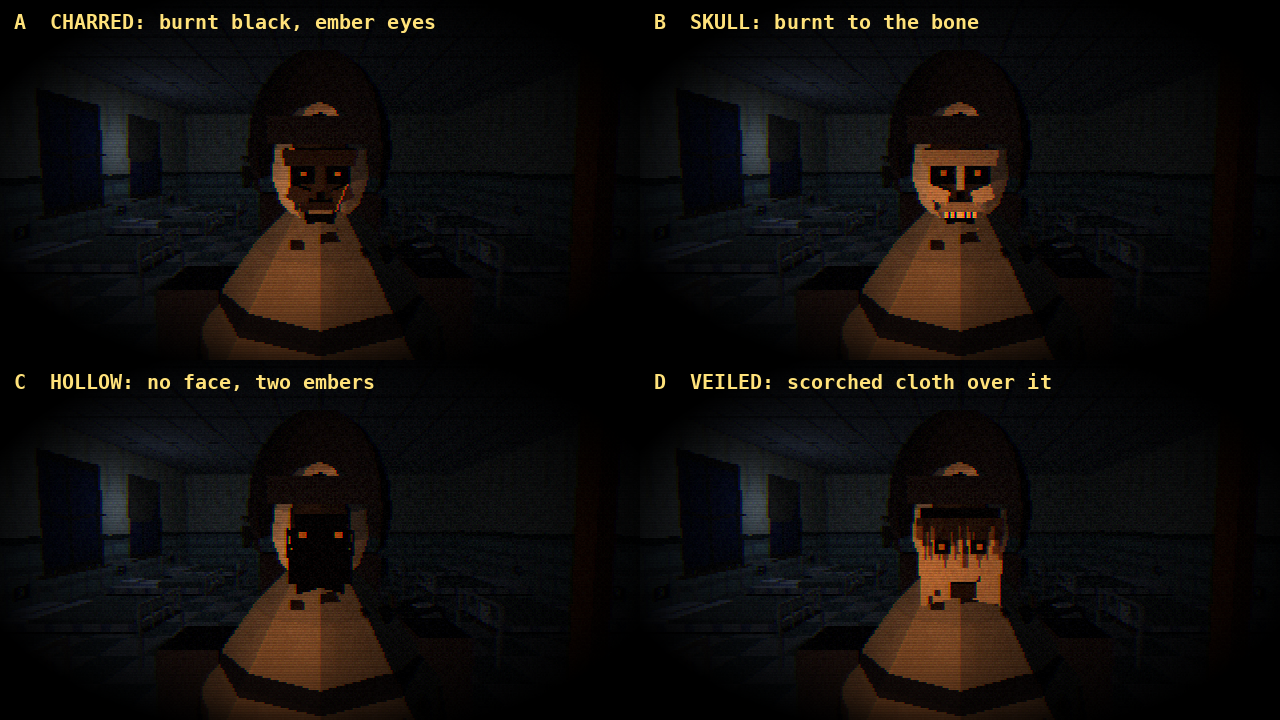 A  CHARRED: burnt black, ember eyes
B  SKULL: burnt to the bone
C  HOLLOW: no face, two embers
D  VEILED: scorched cloth over it